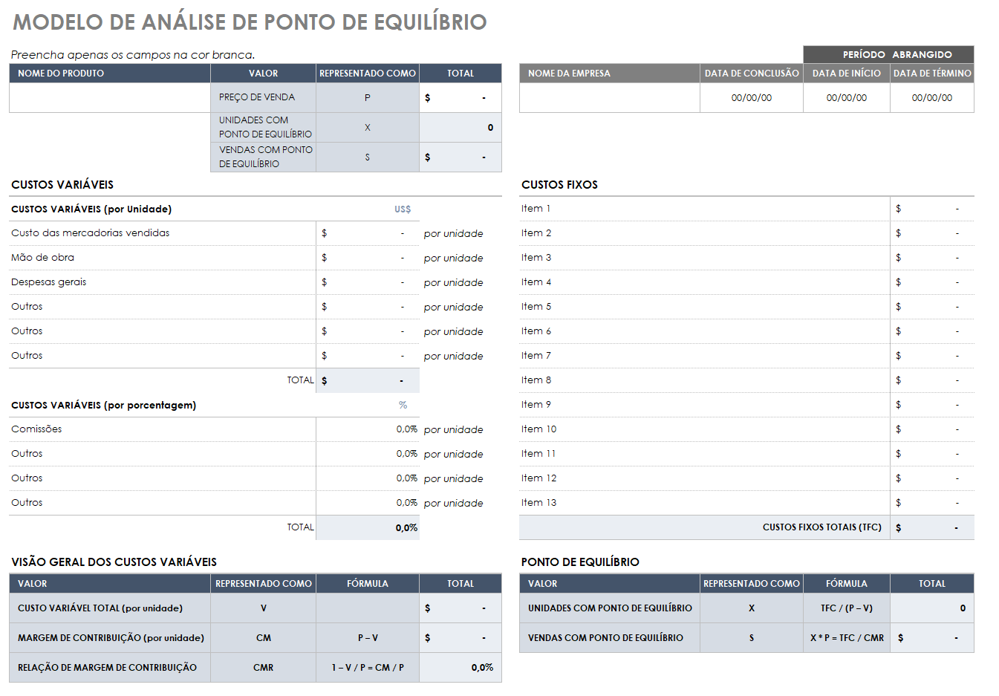 MODELO DE ANÁLISE DE PONTO DE EQUILÍBRIO
Preencha apenas os campos na cor branca.
NOME DO PRODUTO VALOR REPRESENTADO COMO TOTAL
PREÇO DE VENDA P $ -
UNIDADES COM
PONTO DE EQUILÍBRIO X 0
VENDAS COM PONTO
DE EQUILÍBRIO S $ -
PERÍODO ABRANGIDO
NOME DA EMPRESA DATA DE CONCLUSÃO DATA DE INÍCIO DATA DE TÉRMINO
00/00/00 00/00/00 00/00/00
CUSTOS VARIÁVEIS
CUSTOS VARIÁVEIS (por Unidade) US$
Custo das mercadorias vendidas $ - por unidade
Mão de obra $ - por unidade
Despesas gerais $ - por unidade
Outros $ - por unidade
Outros $ - por unidade
Outros $ - por unidade
TOTAL $ -
CUSTOS VARIÁVEIS (por porcentagem) %
Comissões 0,0% por unidade
Outros 0,0% por unidade
Outros 0,0% por unidade
Outros 0,0% por unidade
TOTAL 0,0%
CUSTOS FIXOS
Item 1 $ -
Item 2 $ -
Item 3 $ -
Item 4 $ -
Item 5 $ -
Item 6 $ -
Item 7 $ -
Item 8 $ -
Item 9 $ -
Item 10 $ -
Item 11 $ -
Item 12 $ -
Item 13 $ -
CUSTOS FIXOS TOTAIS (TFC) $ -
VISÃO GERAL DOS CUSTOS VARIÁVEIS
VALOR REPRESENTADO COMO FÓRMULA TOTAL
CUSTO VARIÁVEL TOTAL (por unidade) V $ -
MARGEM DE CONTRIBUIÇÃO (por unidade) CM P – V $ -
RELAÇÃO DE MARGEM DE CONTRIBUIÇÃO CMR 1 – V / P = CM / P 0,0%
PONTO DE EQUILÍBRIO
VALOR REPRESENTADO COMO FÓRMULA TOTAL
UNIDADES COM PONTO DE EQUILÍBRIO X TFC / (P – V) 0
VENDAS COM PONTO DE EQUILÍBRIO S X * P = TFC / CMR $ -